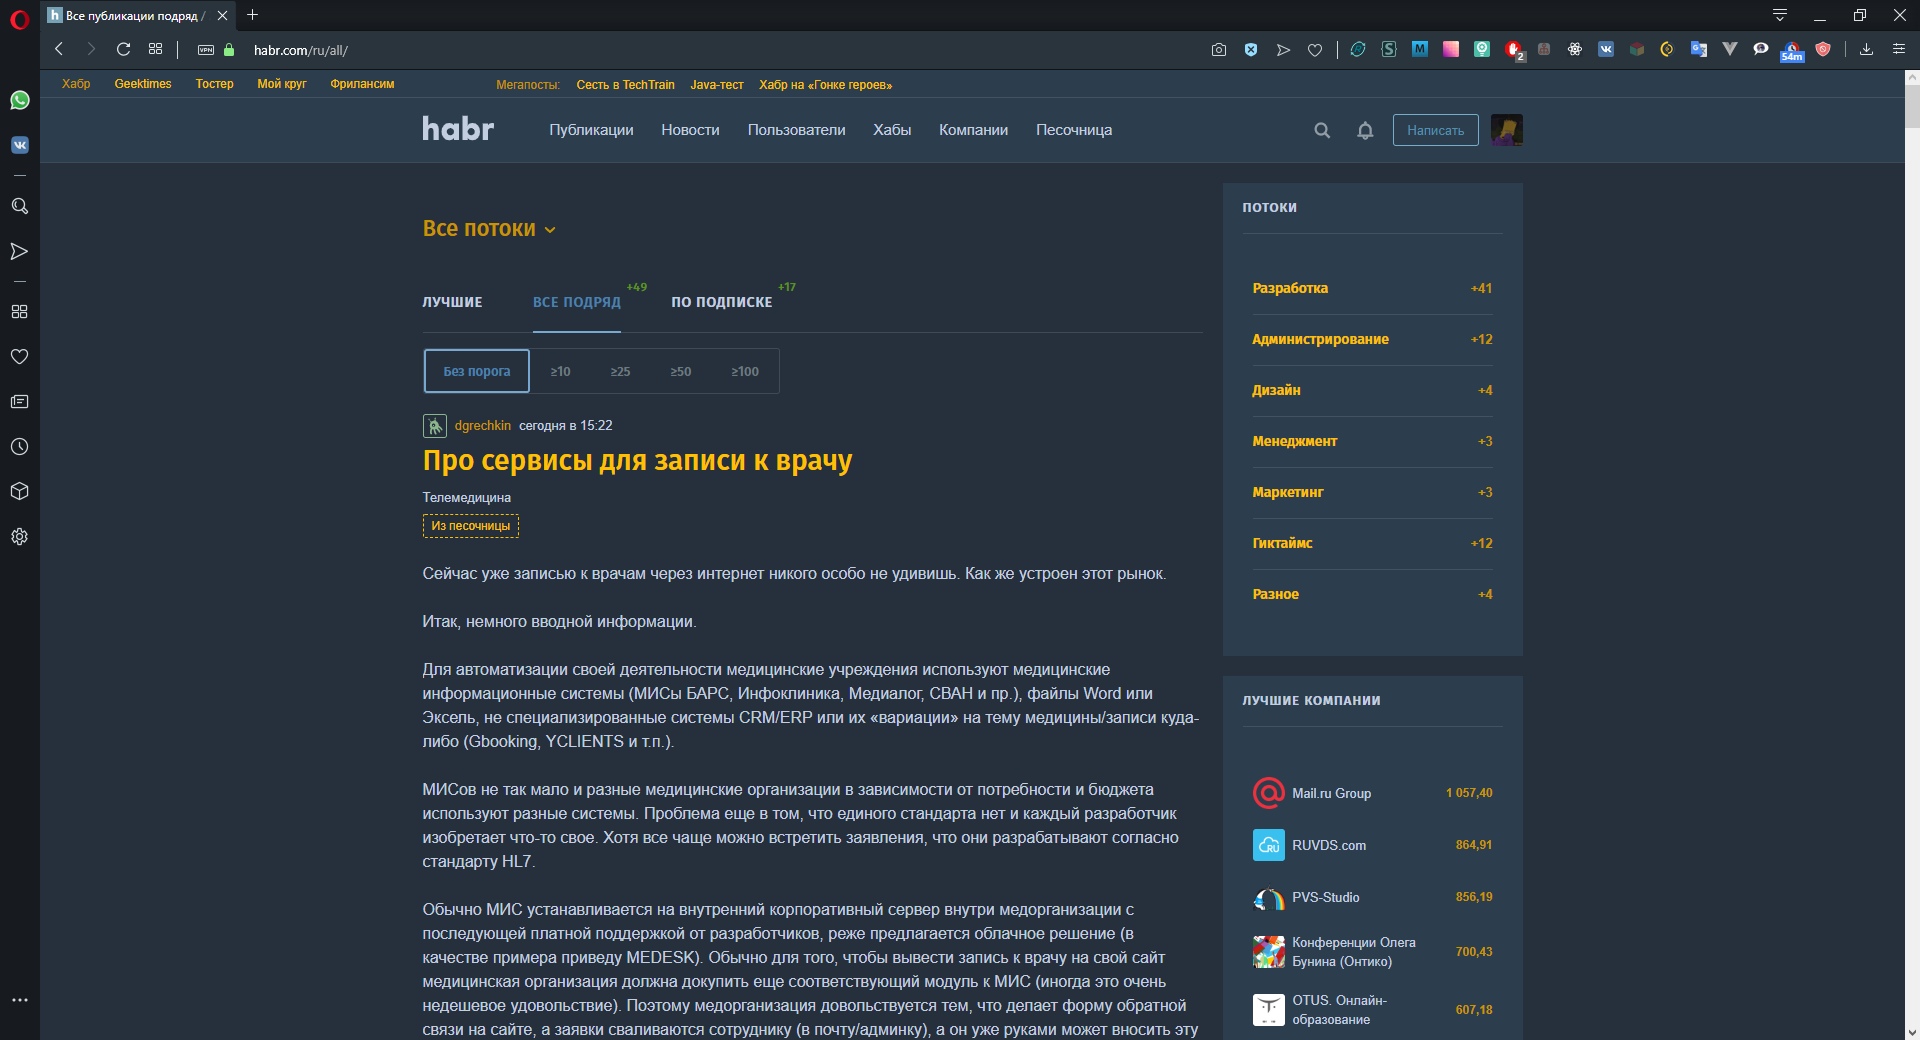 Все публикации подряд /
VPN
habr.com/ru/all/
2
54m
Хабр Geektimes Тостер Мой круг Фрилансим
Мегапосты: Сесть в TechTrain Java-тест Хабр на «Гонке героев»
habr
Публикации Новости Пользователи Хабы Компании Песочница
Написать
Все потоки
ЛУЧШИЕ
ВСЕ ПОДРЯД +49
ПО ПОДПИСКЕ +17
Без порога ≥10 ≥25 ≥50 ≥100
dgrechkin сегодня в 15:22
Про сервисы для записи к врачу
Телемедицина
Из песочницы
Сейчас уже записью к врачам через интернет никого особо не удивишь. Как же устроен этот рынок.
Итак, немного вводной информации.
Для автоматизации своей деятельности медицинские учреждения используют медицинские
информационные системы (МИСы БАРС, Инфоклиника, Медиалог, СВАН и пр.), файлы Word или
Эксель, не специализированные системы CRM/ERP или их «вариации» на тему медицины/записи куда-
либо (Gbooking, YCLIENTS и т.п.).
МИСов не так мало и разные медицинские организации в зависимости от потребности и бюджета
используют разные системы. Проблема еще в том, что единого стандарта нет и каждый разработчик
изобретает что-то свое. Хотя все чаще можно встретить заявления, что они разрабатывают согласно
стандарту HL7.
Обычно МИС устанавливается на внутренний корпоративный сервер внутри медорганизации с
последующей платной поддержкой от разработчиков, реже предлагается облачное решение (в
качестве примера приведу MEDESK). Обычно для того, чтобы вывести запись к врачу на свой сайт
медицинская организация должна докупить еще соответствующий модуль к МИС (иногда это очень
недешевое удовольствие). Поэтому медорганизация довольствуется тем, что делает форму обратной
связи на сайте, а заявки сваливаются сотруднику (в почту/админку), а он уже руками может вносить эту
ПОТОКИ
Разработка +41
Администрирование +12
Дизайн +4
Менеджмент +3
Маркетинг +3
Гиктаймс +12
Разное +4
ЛУЧШИЕ КОМПАНИИ
Mail.ru Group 1 057,40
RUVDS.com 864,91
PVS-Studio 856,19
Конференции Олега
Бунина (Онтико) 700,43
OTUS. Онлайн-
образование 607,18